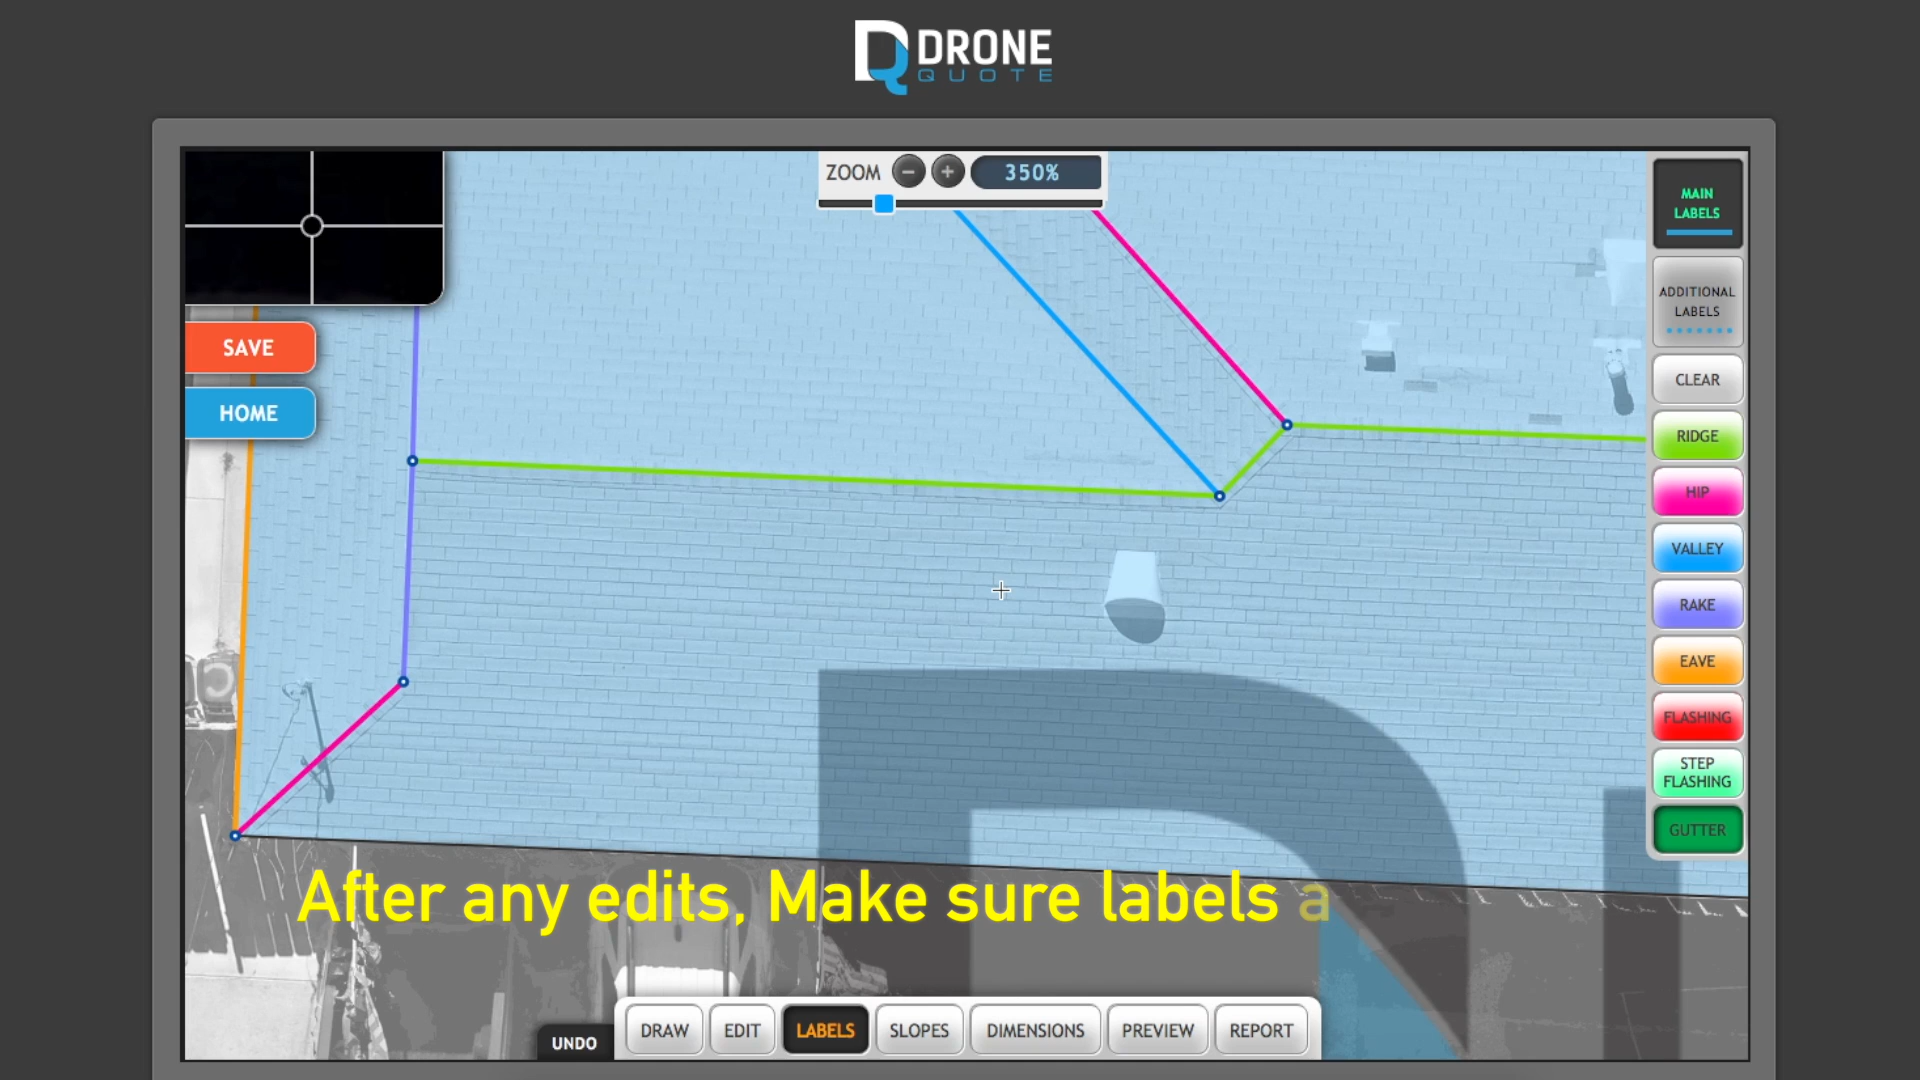 DRONE
QUOTE
ZOOM − + 350%
MAIN
LABELS
ADDITIONAL
LABELS
SAVE
HOME
CLEAR
RIDGE
HIP
VALLEY
RAKE
EAVE
FLASHING
STEP
FLASHING
GUTTER
After any edits, Make sure labels a
UNDO
DRAW EDIT LABELS SLOPES DIMENSIONS PREVIEW REPORT